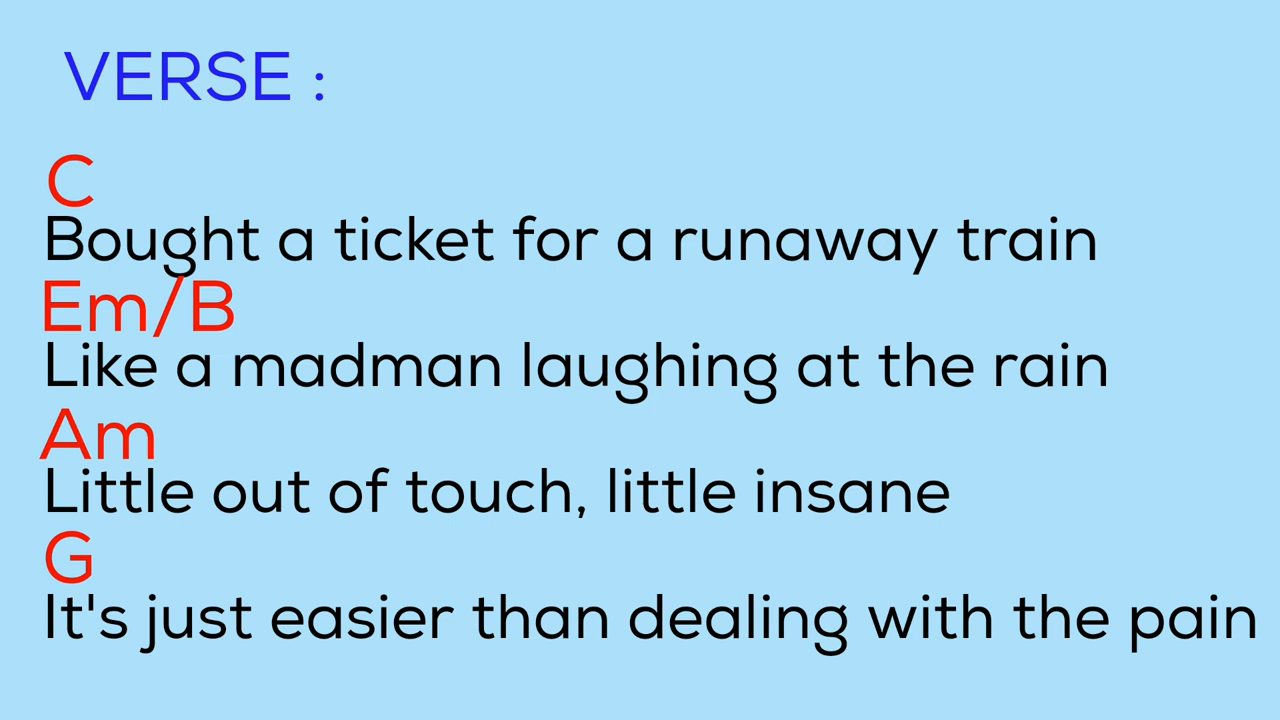 VERSE :
C
Bought a ticket for a runaway train
Em/B
Like a madman laughing at the rain
Am
Little out of touch, little insane
G
It's just easier than dealing with the pain